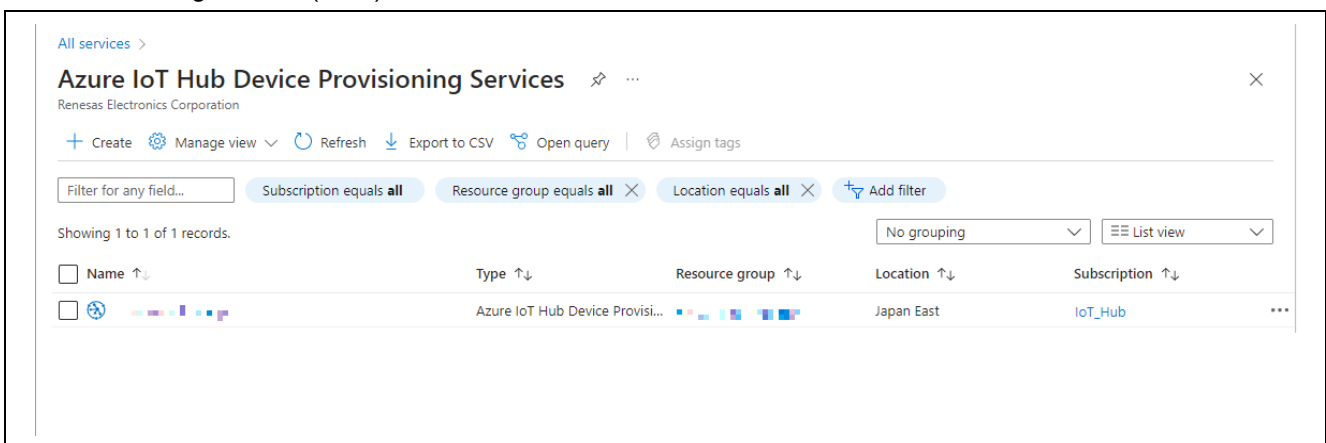 All services >
Azure IoT Hub Device Provisioning Services ...
Renesas Electronics Corporation
+ Create Manage view Refresh Export to CSV Open query Assign tags
Filter for any field... Subscription equals all Resource group equals all Location equals all Add filter
Showing 1 to 1 of 1 records. No grouping List view
Name ↑↓ Type ↑↓ Resource group ↑↓ Location ↑↓ Subscription ↑↓
Azure IoT Hub Device Provisi... Japan East IoT_Hub ...